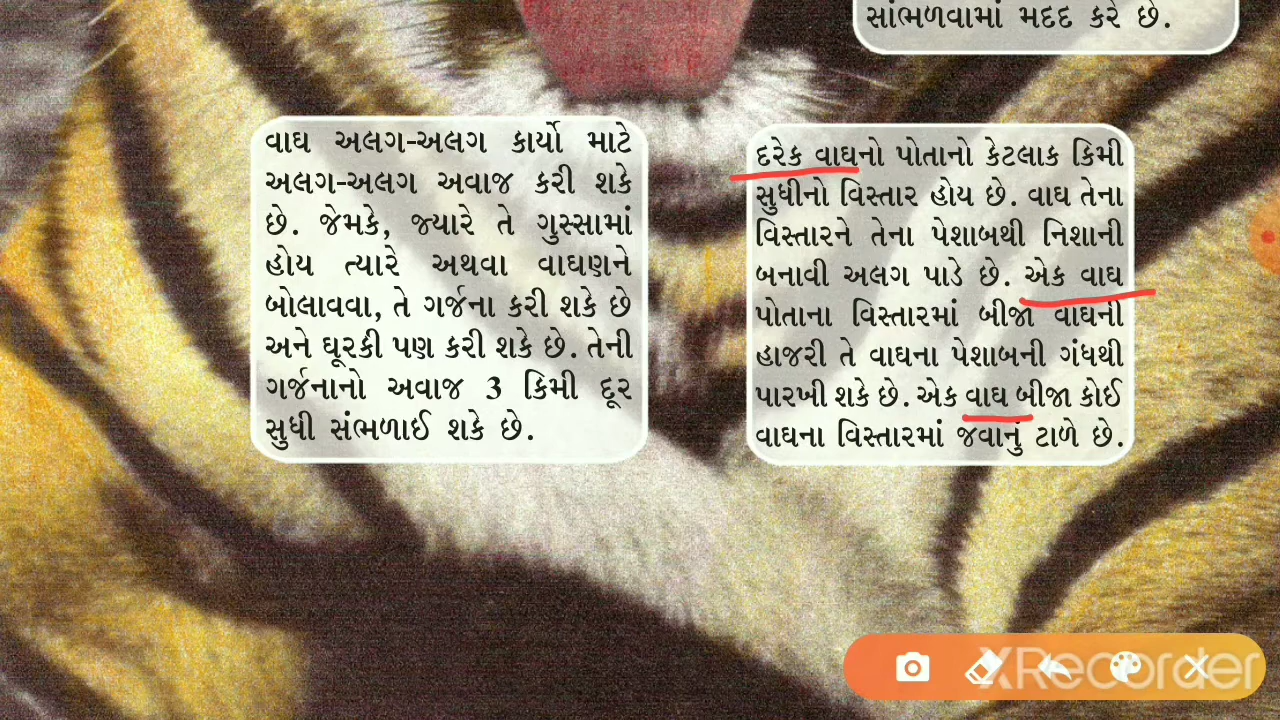 સાંભળવામાં મદદ કરે છે.
વાઘ અલગ-અલગ કાર્યો માટે
અલગ-અલગ અવાજ કરી શકે
છે. જેમકે, જ્યારે તે ગુસ્સામાં
હોય ત્યારે અથવા વાઘણને
બોલાવવા, તે ગર્જના કરી શકે છે
અને ઘૂરકી પણ કરી શકે છે. તેની
ગર્જનાનો અવાજ 3 કિમી દૂર
સુધી સંભળાઈ શકે છે.
દરેક વાઘનો પોતાનો કેટલાક કિમી
સુધીનો વિસ્તાર હોય છે. વાઘ તેના
વિસ્તારને તેના પેશાબથી નિશાની
બનાવી અલગ પાડે છે. એક વાઘ
પોતાના વિસ્તારમાં બીજા વાઘની
હાજરી તે વાઘના પેશાબની ગંધથી
પારખી શકે છે. એક વાઘ બીજા કોઈ
વાઘના વિસ્તારમાં જવાનું ટાળે છે.
XRecorder